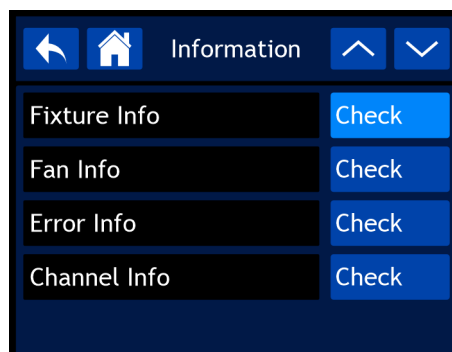 Information
Fixture Info Check
Fan Info Check
Error Info Check
Channel Info Check